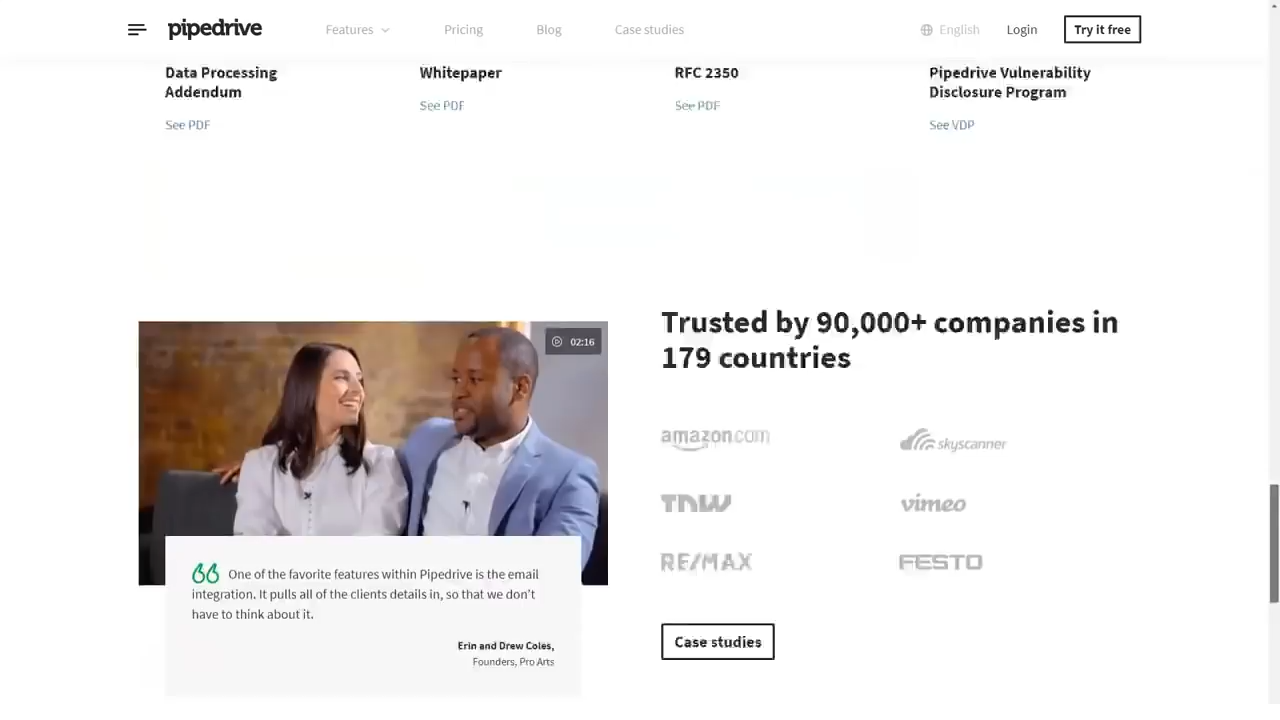 pipedrive
Features
Pricing
Blog
Case studies
English
Login
Try it free
Data Processing
Addendum
See PDF
Whitepaper
See PDF
RFC 2350
See PDF
Pipedrive Vulnerability
Disclosure Program
See VDP
02:16
One of the favorite features within Pipedrive is the email
integration. It pulls all of the clients details in, so that we don't
have to think about it.
Erin and Drew Coles,
Founders, Pro Arts
Trusted by 90,000+ companies in
179 countries
amazon.com
skyscanner
TNW
vimeo
RE/MAX
FESTO
Case studies